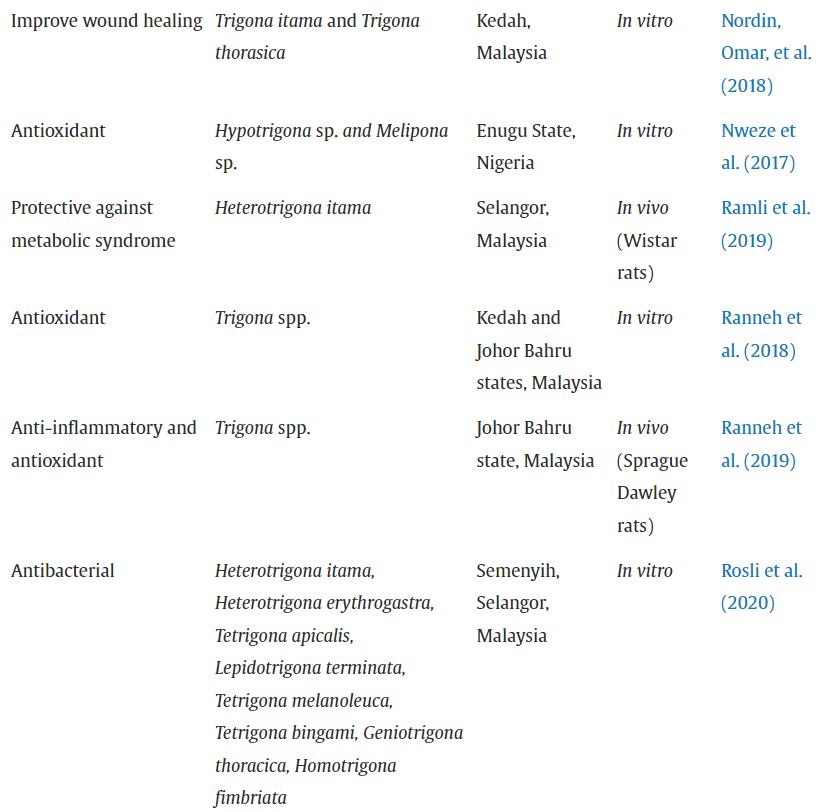 Improve wound healing Trigona itama and Trigona Kedah, In vitro Nordin,
thorasica Malaysia Omar, et al.
(2018)
Antioxidant Hypotrigona sp. and Melipona Enugu State, In vitro Nweze et
sp. Nigeria al. (2017)
Protective against Heterotrigona itama Selangor, In vivo Ramli et al.
metabolic syndrome Malaysia (Wistar (2019)
rats)
Antioxidant Trigona spp. Kedah and In vitro Ranneh et
Johor Bahru al. (2018)
states, Malaysia
Anti-inflammatory and Trigona spp. Johor Bahru In vivo Ranneh et
antioxidant state, Malaysia (Sprague al. (2019)
Dawley
rats)
Antibacterial Heterotrigona itama, Semenyih, In vitro Rosli et al.
Heterotrigona erythrogastra, Selangor, (2020)
Tetrigona apicalis, Malaysia
Lepidotrigona terminata,
Tetrigona melanoleuca,
Tetrigona bingami, Geniotrigona
thoracica, Homotrigona
fimbriata